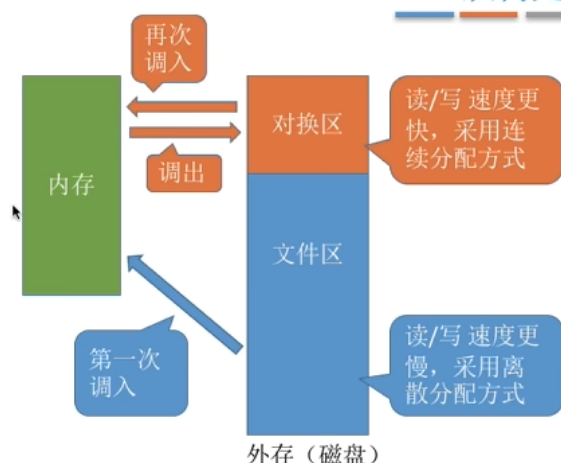 再次
调入
内存
调出
对换区
读/写 速度更
快，采用连
续分配方式
文件区
第一次
调入
读/写 速度更
慢，采用离
散分配方式
外存（磁盘）